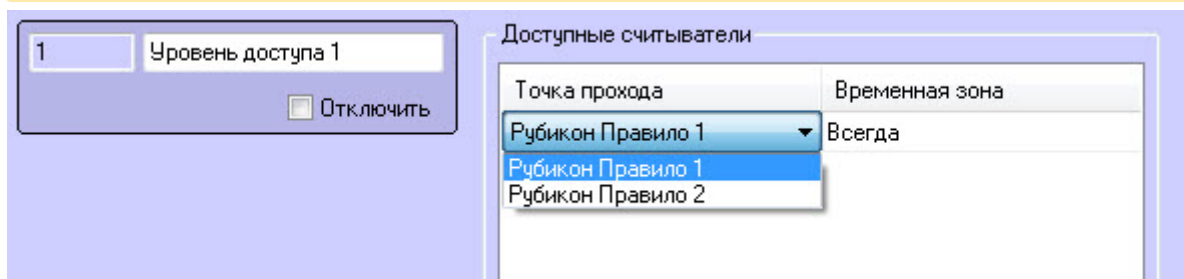 1
Уровень доступа 1
Отключить
Доступные считыватели
Точка прохода Временная зона
Рубикон Правило 1 Всегда
Рубикон Правило 1
Рубикон Правило 2